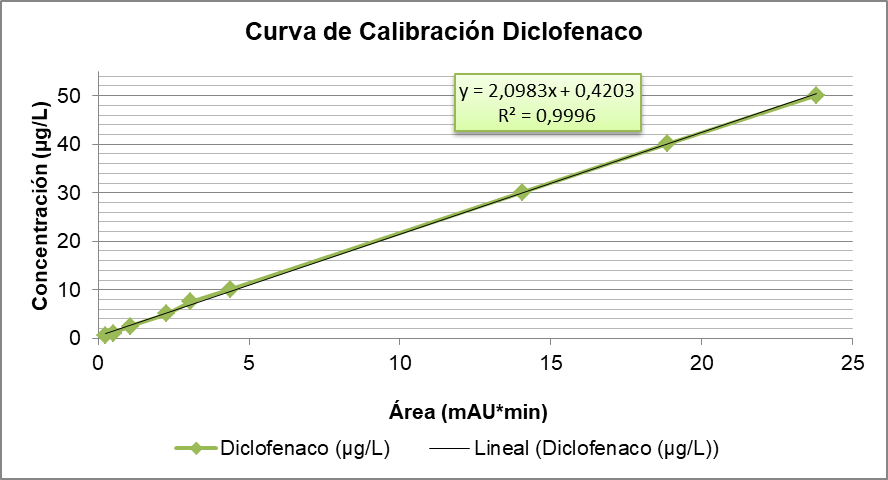 Curva de Calibración Diclofenaco
y = 2,0983x + 0,4203
R² = 0,9996
Concentración (µg/L)
50
40
30
20
10
0
0 5 10 15 20 25
Área (mAU*min)
Diclofenaco (µg/L) Lineal (Diclofenaco (µg/L))